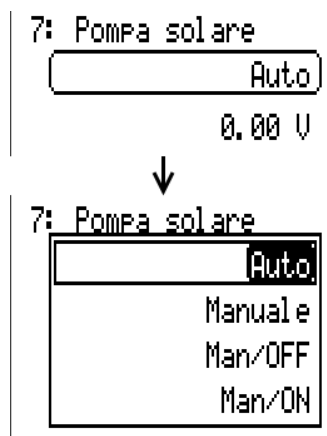 7: Pompa solare
Auto
0.00 V
7: Pompa solare
Auto
Manuale
Man/OFF
Man/ON